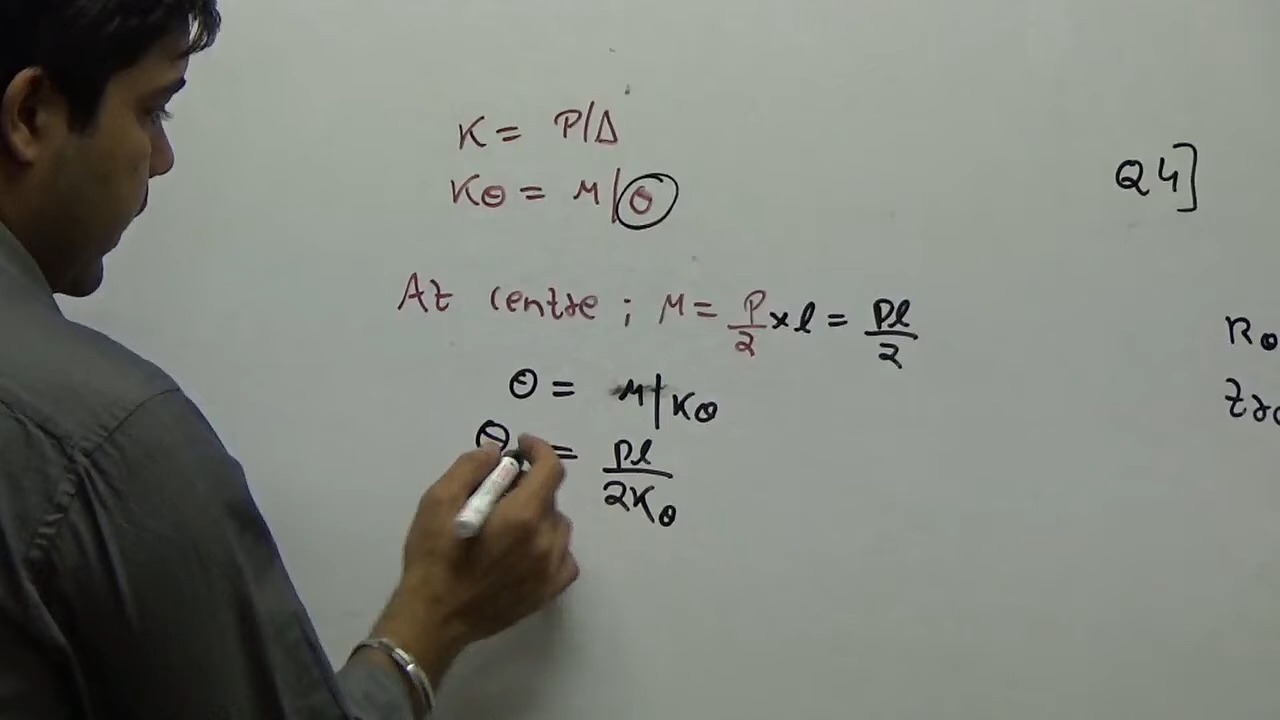 K = P/Δ
Kθ = M/θ
At centre ; M = P/2 × l = Pl/2
θ = M/Kθ
θ = Pl/2Kθ
Q4]